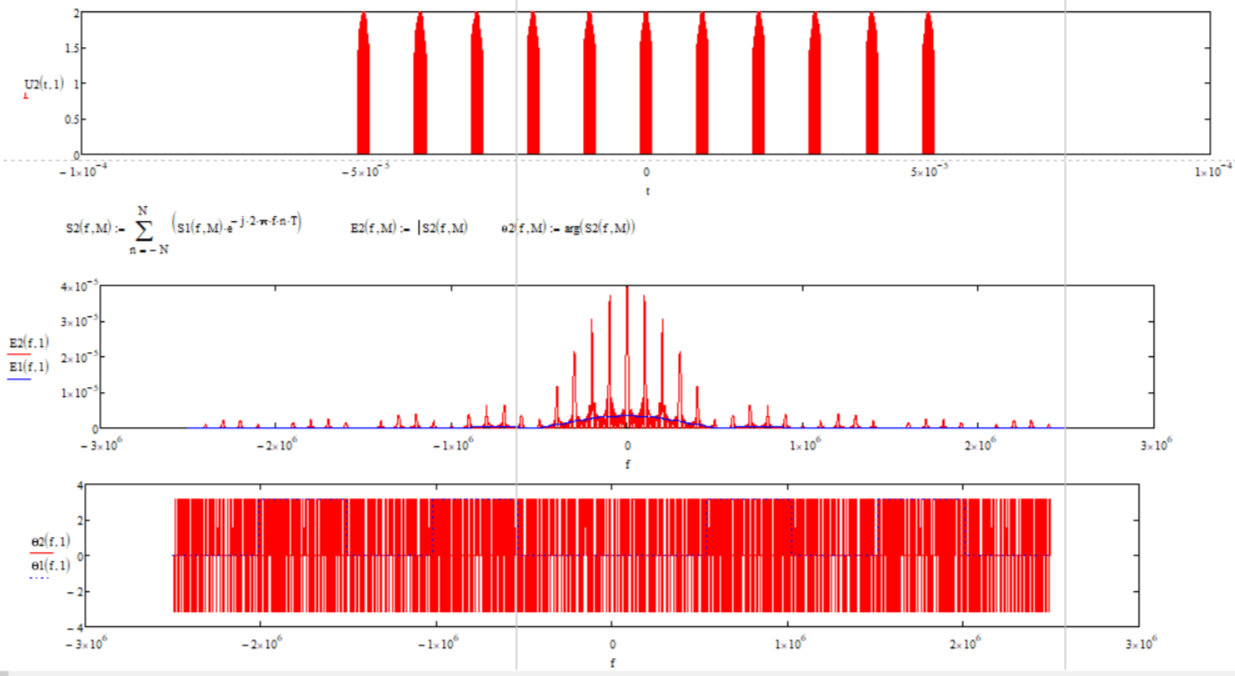 2
1.5
U2(t,1)
1
0.5
0
−1×10⁻⁴ −5×10⁻⁵ 0 5×10⁻⁵ 1×10⁻⁴
t
S2(f,M) := ∑ (n = −N to N) (S1(f,M)·e^(−j·2·π·f·n·T)) E2(f,M) := |S2(f,M)| θ2(f,M) := arg(S2(f,M))
4×10⁻⁵
3×10⁻⁵
E2(f,1)
2×10⁻⁵
E1(f,1)
1×10⁻⁵
0
−3×10⁶ −2×10⁶ −1×10⁶ 0 1×10⁶ 2×10⁶ 3×10⁶
f
4
2
θ2(f,1)
0
θ1(f,1)
−2
−4
−3×10⁶ −2×10⁶ −1×10⁶ 0 1×10⁶ 2×10⁶ 3×10⁶
f